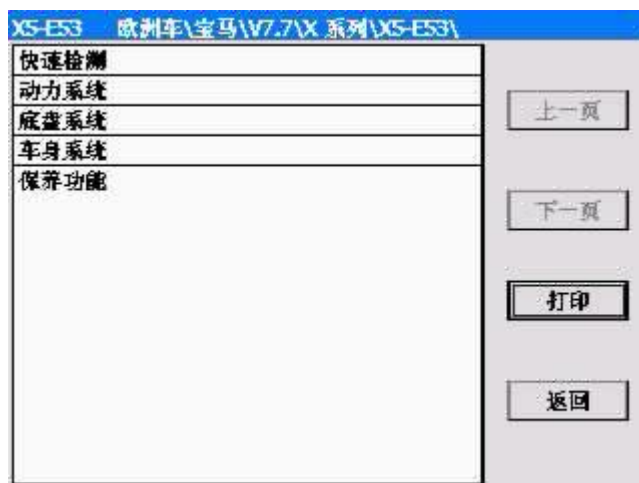 X5-E53 欧洲车\宝马\V7.7\X 系列\X5-E53\
快速检测
动力系统
底盘系统
车身系统
保养功能
上一页
下一页
打印
返回